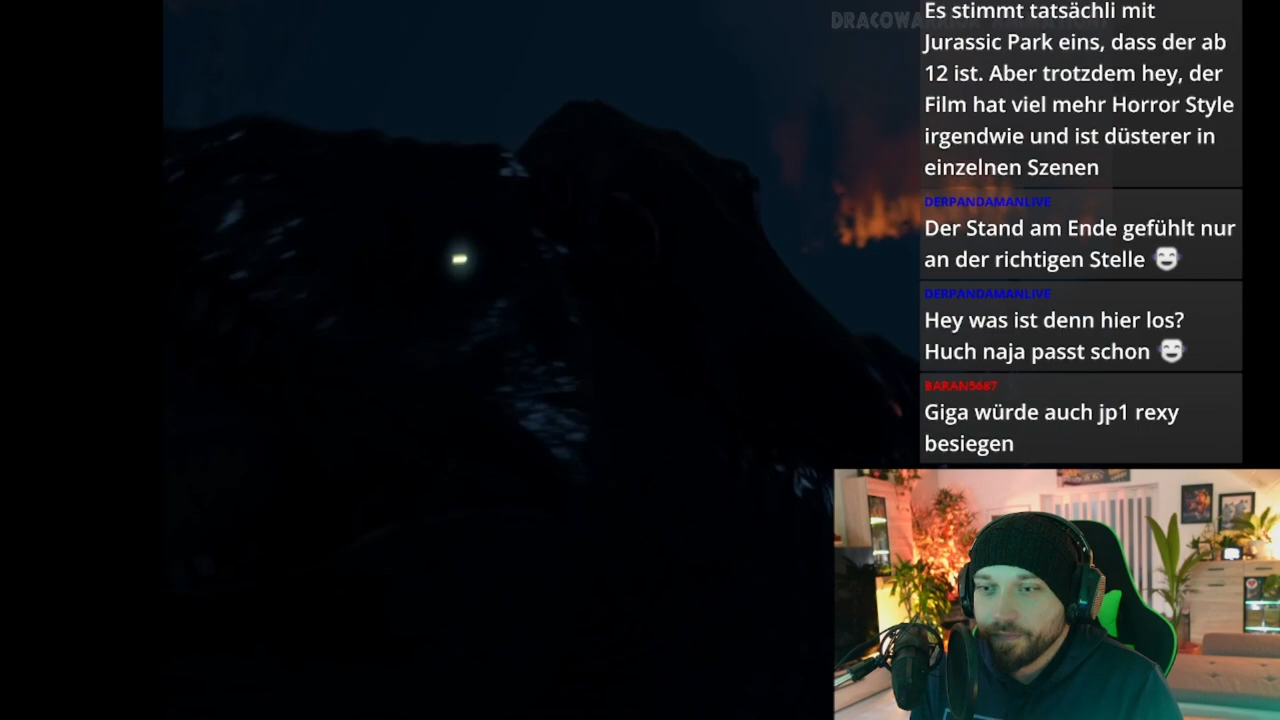 Es stimmt tatsächli mit
Jurassic Park eins, dass der ab
12 ist. Aber trotzdem hey, der
Film hat viel mehr Horror Style
irgendwie und ist düsterer in
einzelnen Szenen
DERPANDAMANLIVE
Der Stand am Ende gefühlt nur
an der richtigen Stelle
DERPANDAMANLIVE
Hey was ist denn hier los?
Huch naja passt schon
BARAN5687
Giga würde auch jp1 rexy
besiegen